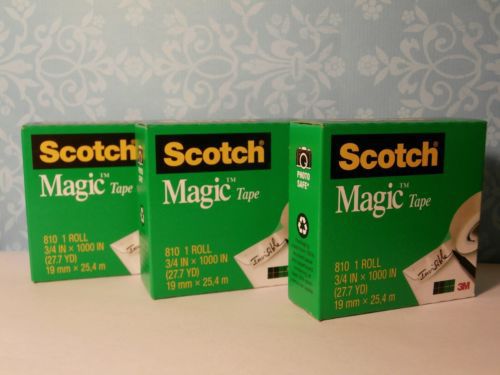 Scotch
Magic™ Tape
810 1 ROLL
3/4 IN × 1000 IN
(27.7 YD)
19 mm × 25,4 m
Scotch®
Magic™ Tape
810 1 ROLL
3/4 IN × 1000 IN
(27.7 YD)
19 mm × 25,4 m
Invisible
PHOTO
SAFE*
Scotch®
Magic™ Tape
810 1 ROLL
3/4 IN × 1000 IN
(27.7 YD)
19 mm × 25,4 m
Invisible
3M